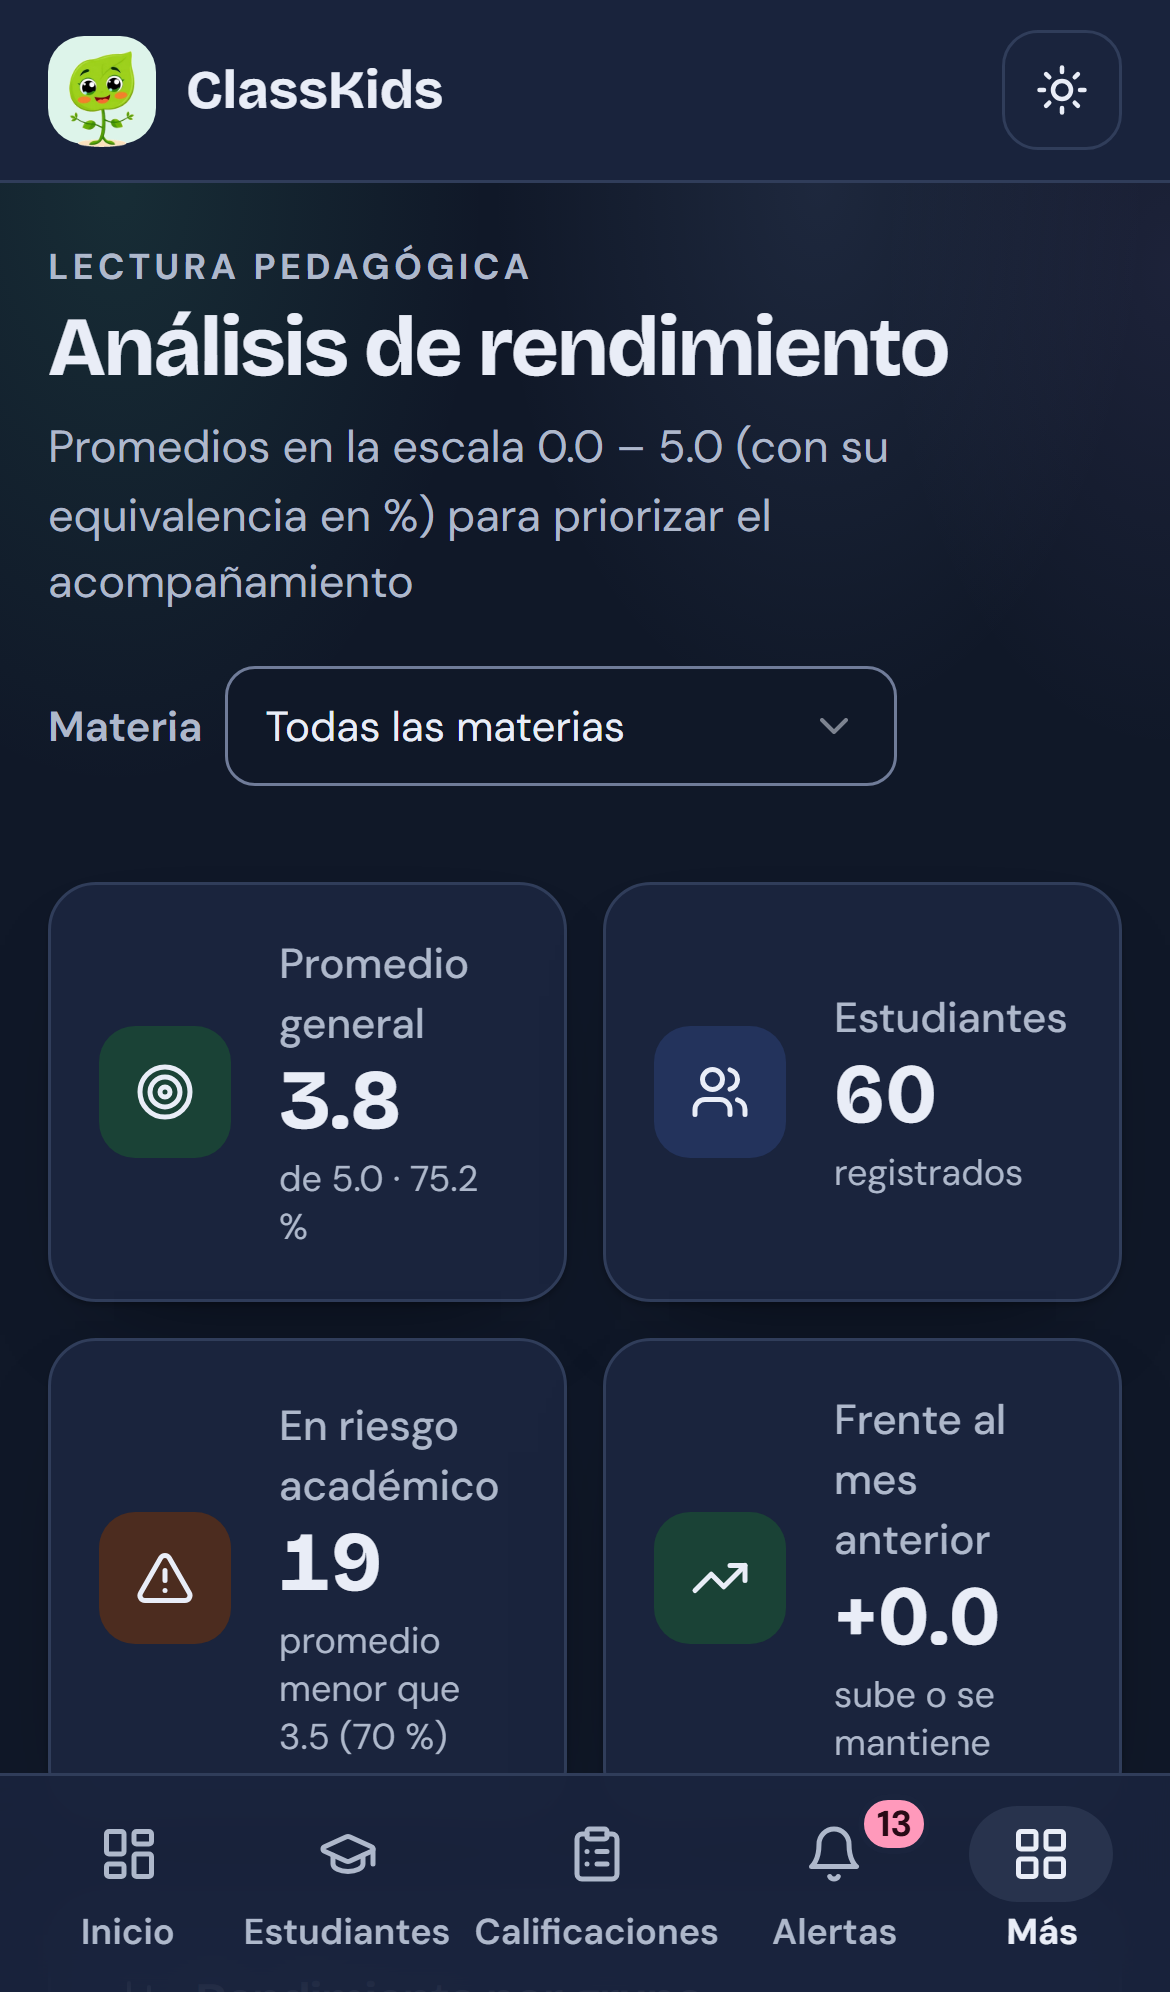 ClassKids
LECTURA PEDAGÓGICA
Análisis de rendimiento
Promedios en la escala 0.0 – 5.0 (con su
equivalencia en %) para priorizar el
acompañamiento
Materia
Todas las materias
Promedio
general
3.8
de 5.0 · 75.2
%
Estudiantes
60
registrados
En riesgo
académico
19
promedio
menor que
3.5 (70 %)
Frente al
mes
anterior
+0.0
sube o se
mantiene
13
Inicio
Estudiantes
Calificaciones
Alertas
Más